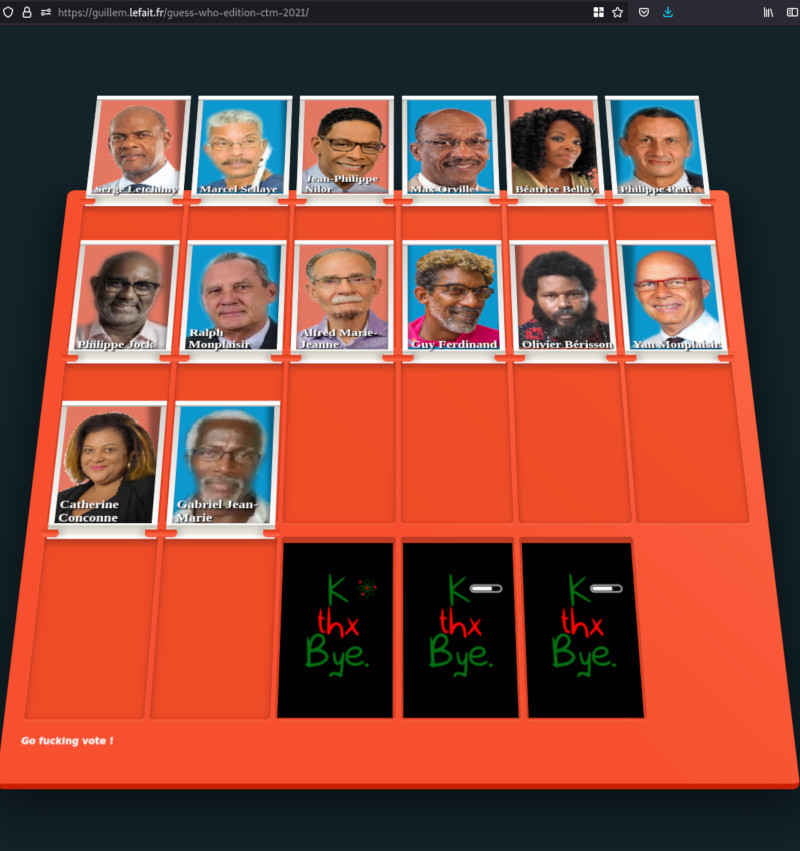 https://guillem.lefait.fr/guess-who-edition-ctm-2021/
Serge Letchimy
Marcel Sellaye
Jean-Philippe
Nilor
Max Orville
Béatrice Bellay
Philippe Petit
Philippe Jock
Ralph
Monplaisir
Alfred Marie-
Jeanne
Guy Ferdinand
Olivier Bérisson
Yan Monplaisir
Catherine
Conconne
Gabriel Jean-
Marie
K
thx
Bye.
K
thx
Bye.
K
thx
Bye.
Go fucking vote !